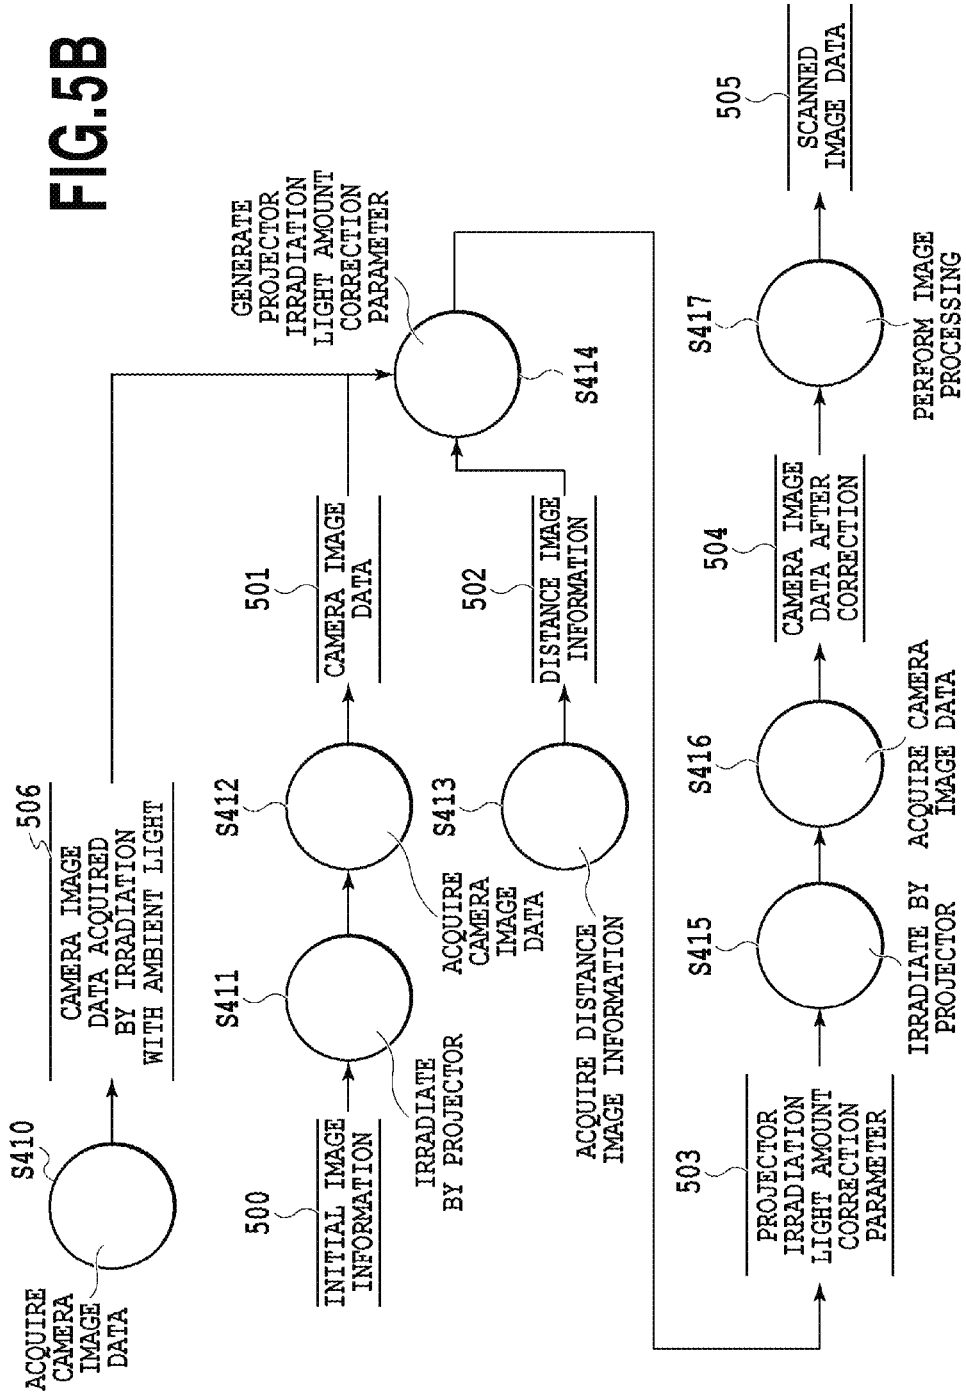 FIG.5B
ACQUIRE
CAMERA
IMAGE
DATA
S410
CAMERA IMAGE
DATA ACQUIRED
BY IRRADIATION
WITH AMBIENT LIGHT
506
500
INITIAL IMAGE
INFORMATION
S411
IRRADIATE
BY PROJECTOR
S412
ACQUIRE
CAMERA
IMAGE
DATA
501
CAMERA IMAGE
DATA
S413
ACQUIRE DISTANCE
IMAGE INFORMATION
502
DISTANCE IMAGE
INFORMATION
GENERATE
PROJECTOR
IRRADIATION
LIGHT AMOUNT
CORRECTION
PARAMETER
S414
503
PROJECTOR
IRRADIATION
LIGHT AMOUNT
CORRECTION
PARAMETER
S415
IRRADIATE BY
PROJECTOR
S416
ACQUIRE CAMERA
IMAGE DATA
504
CAMERA IMAGE
DATA AFTER
CORRECTION
S417
PERFORM IMAGE
PROCESSING
505
SCANNED
IMAGE DATA